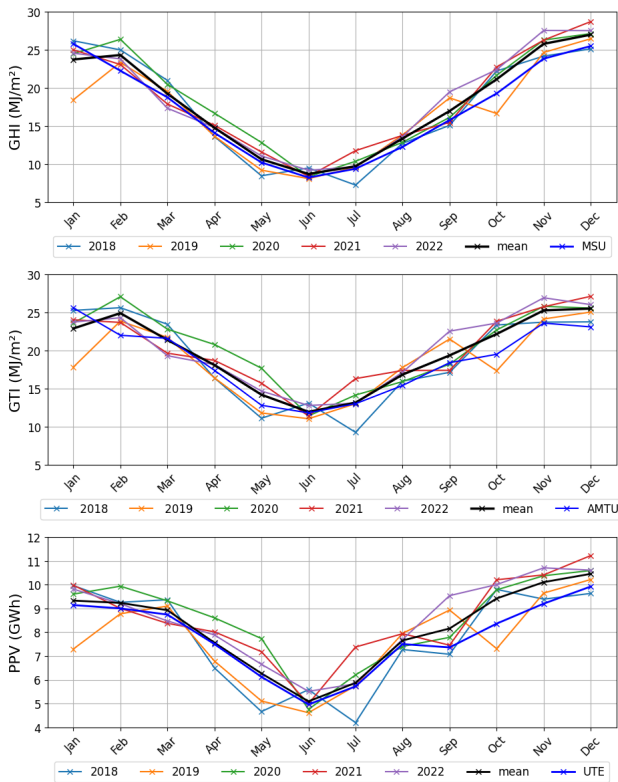 GHI (MJ/m²)
30
25
20
15
10
5
Jan Feb Mar Apr May Jun Jul Aug Sep Oct Nov Dec
2018 2019 2020 2021 2022 mean MSU
GTI (MJ/m²)
30
25
20
15
10
5
Jan Feb Mar Apr May Jun Jul Aug Sep Oct Nov Dec
2018 2019 2020 2021 2022 mean AMTU
PPV (GWh)
12
11
10
9
8
7
6
5
4
Jan Feb Mar Apr May Jun Jul Aug Sep Oct Nov Dec
2018 2019 2020 2021 2022 mean UTE